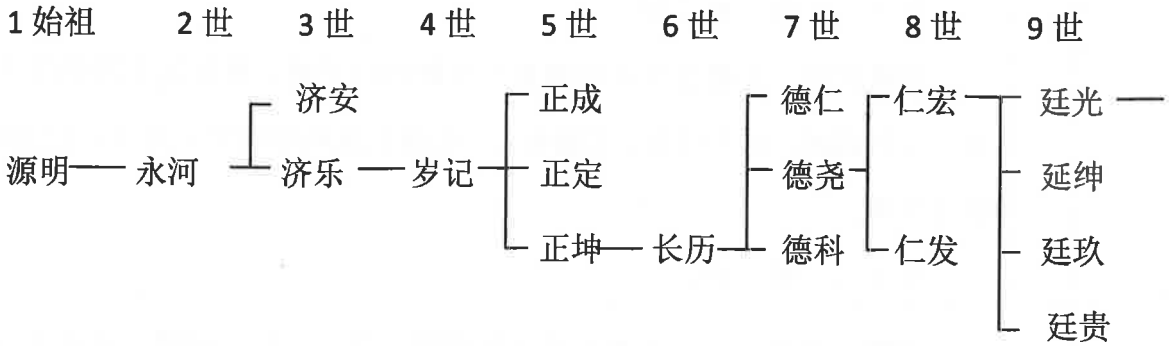 1 始祖 2 世 3 世 4 世 5 世 6 世 7 世 8 世 9 世
济安 正成 德仁 仁宏 廷光
源明 永河 济乐 岁记 正定 德尧 延绅
正坤 长历 德科 仁发 廷玖
廷贵